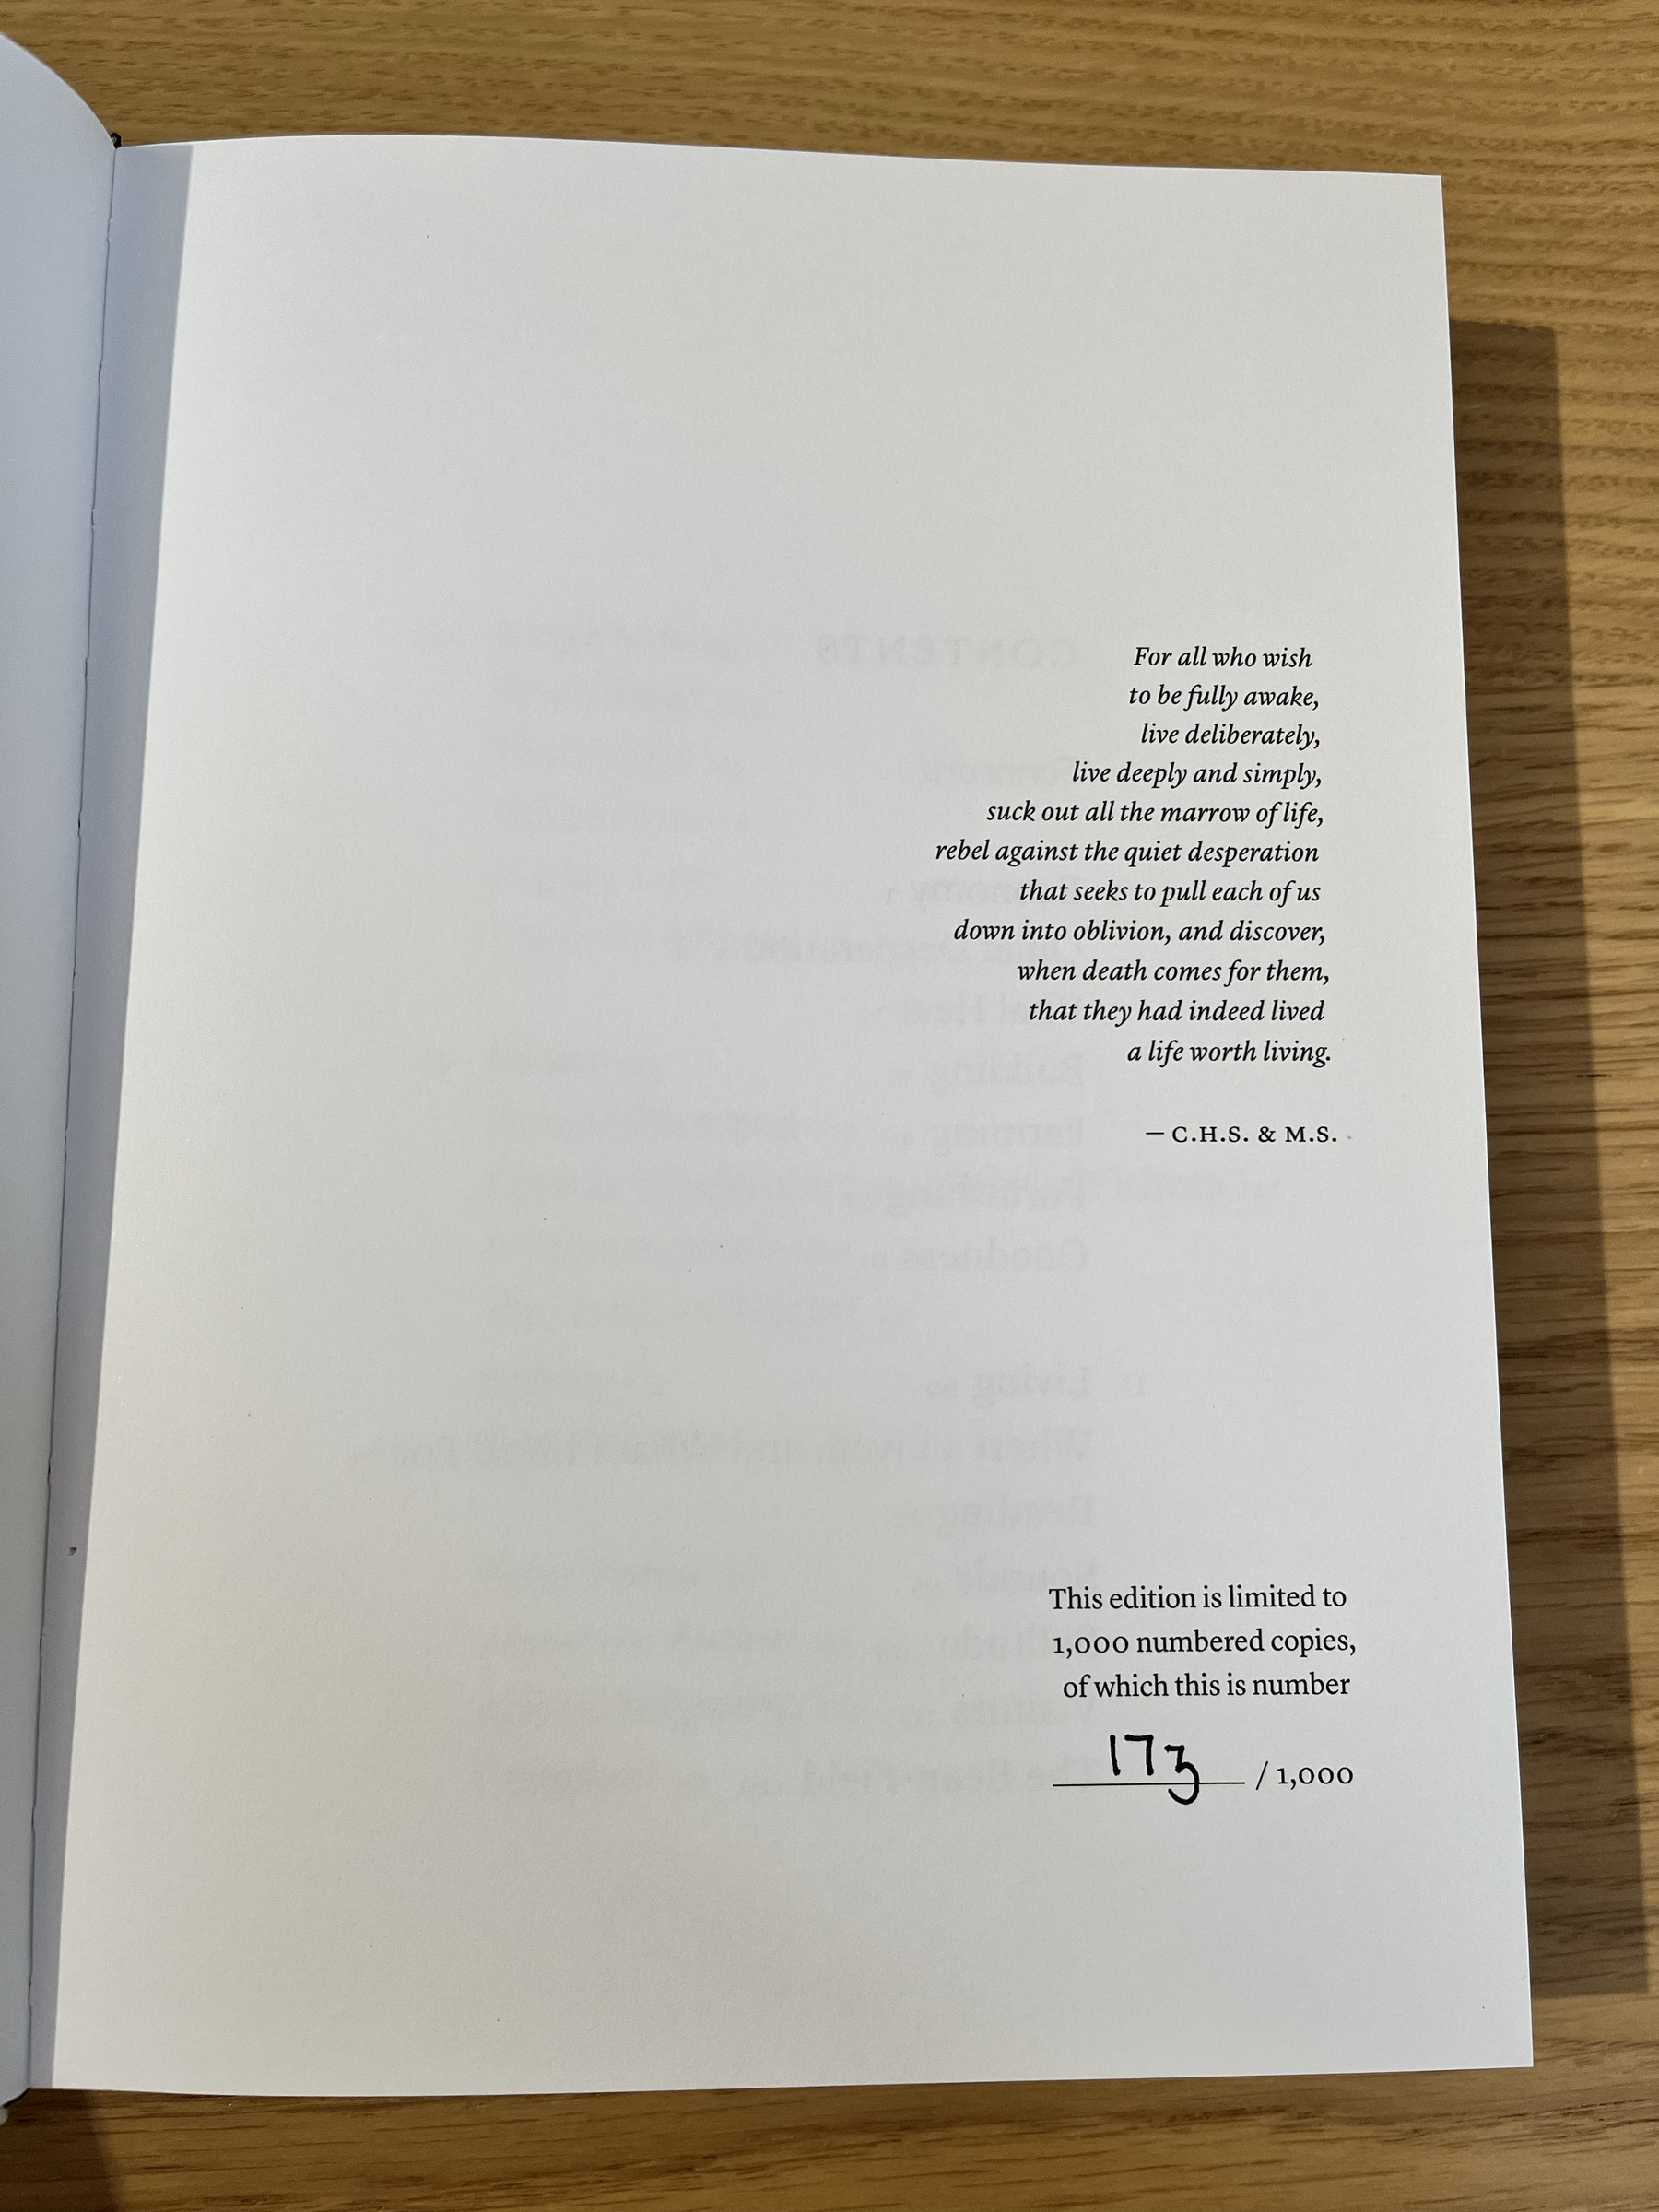 For all who wish
to be fully awake,
live deliberately,
live deeply and simply,
suck out all the marrow of life,
rebel against the quiet desperation
that seeks to pull each of us
down into oblivion, and discover,
when death comes for them,
that they had indeed lived
a life worth living.
— C.H.S. & M.S.
This edition is limited to
1,000 numbered copies,
of which this is number
173 / 1,000